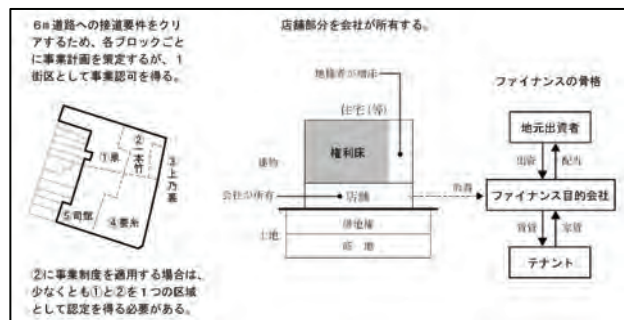 6m道路への接道要件をクリ
アするため、各ブロックごと
に事業計画を策定するが、1
街区として事業認可を得る。
①泉
②一本竹
③上乃裏
④要糸
⑤司館
②に事業制度を適用する場合は、
少なくとも①と②を1つの区域
として認定を得る必要がある。
店舗部分を会社が所有する。
地権者が増床
住宅(等)
権利床
建物
会社が所有
店舗
取得
土地
借地権
底地
ファイナンスの骨格
地元出資者
出資
配当
ファイナンス目的会社
賃貸
家賃
テナント